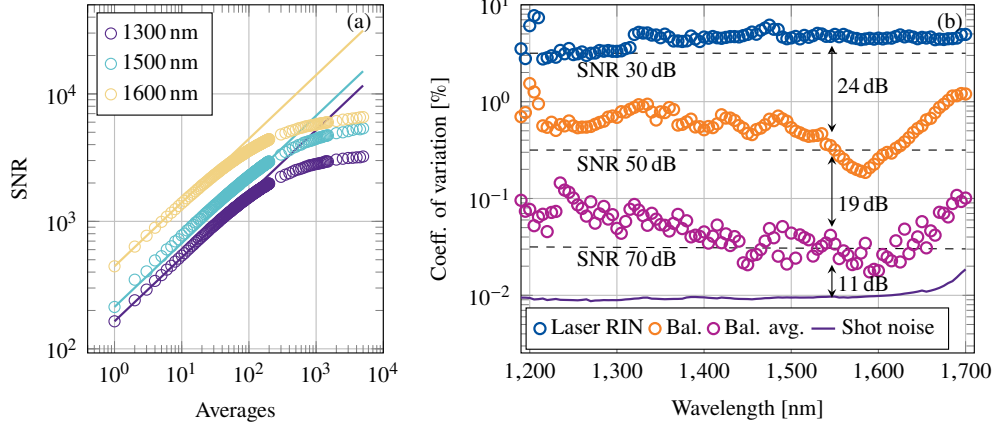 (a)
1300 nm
1500 nm
1600 nm
SNR
10^4
10^3
10^2
10^0 10^1 10^2 10^3 10^4
Averages
(b)
Coeff. of variation [%]
10^1
10^0
10^−1
10^−2
SNR 30 dB
24 dB
SNR 50 dB
19 dB
SNR 70 dB
11 dB
Laser RIN Bal. Bal. avg. Shot noise
1,200 1,300 1,400 1,500 1,600 1,700
Wavelength [nm]